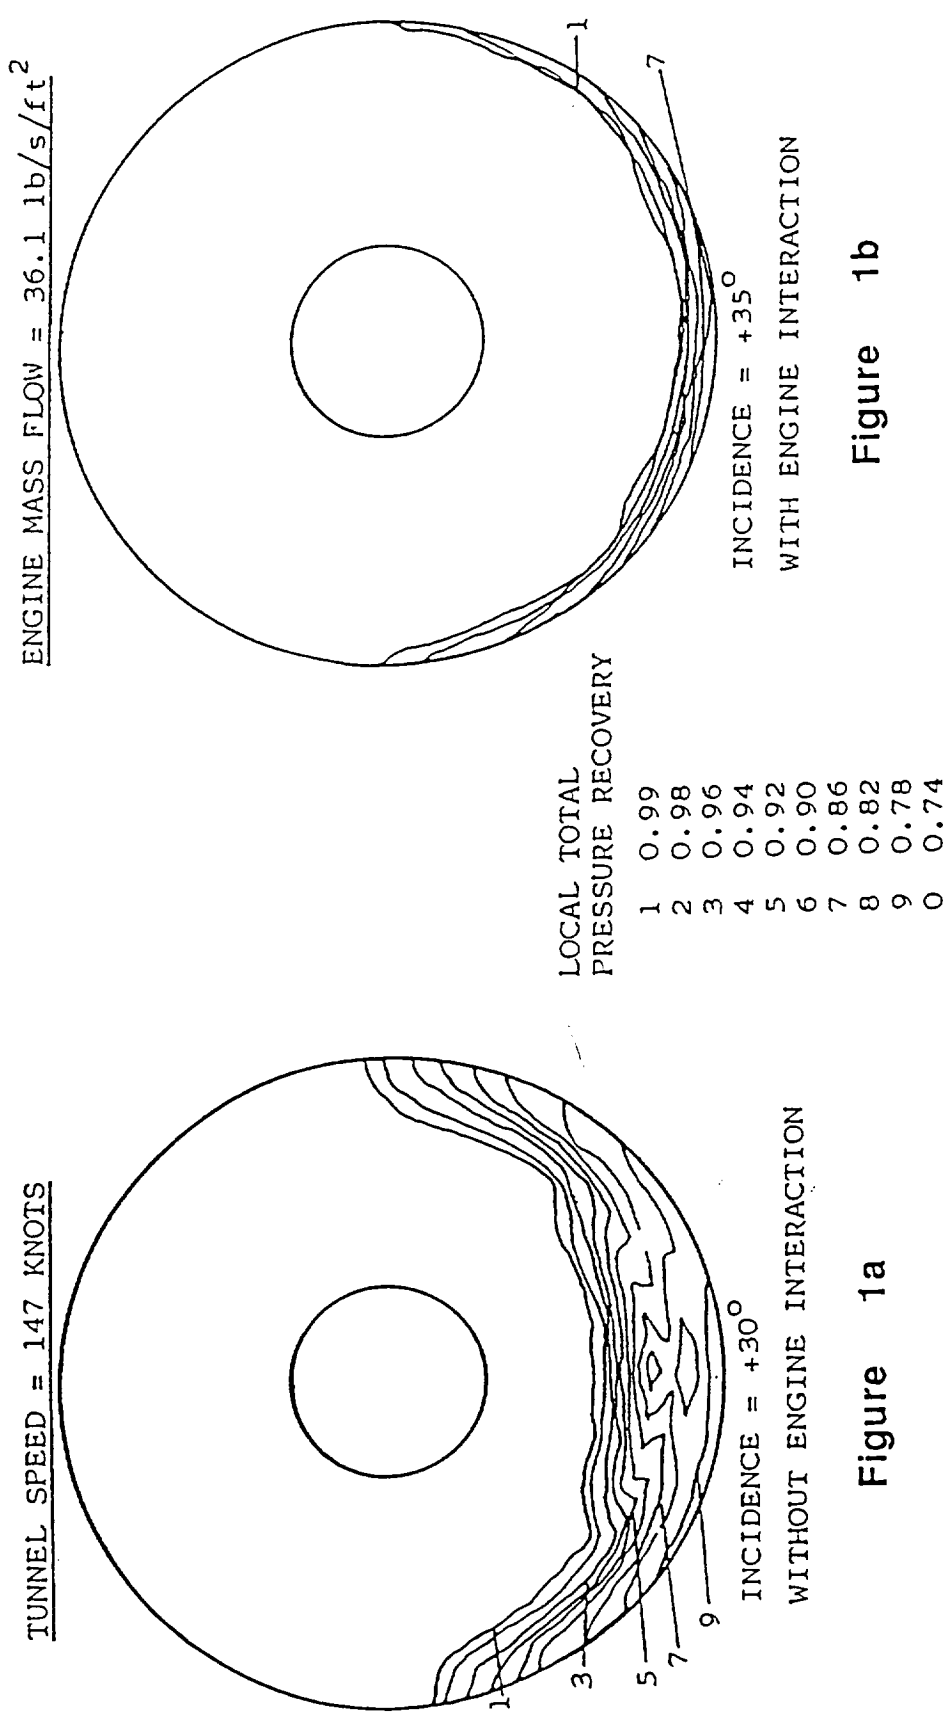 TUNNEL SPEED = 147 KNOTS
ENGINE MASS FLOW = 36.1 lb/s/ft²
1
3
5
7
9
INCIDENCE = +30°
WITHOUT ENGINE INTERACTION
Figure 1a
LOCAL TOTAL
PRESSURE RECOVERY
1 0.99
2 0.98
3 0.96
4 0.94
5 0.92
6 0.90
7 0.86
8 0.82
9 0.78
0 0.74
1
7
INCIDENCE = +35°
WITH ENGINE INTERACTION
Figure 1b